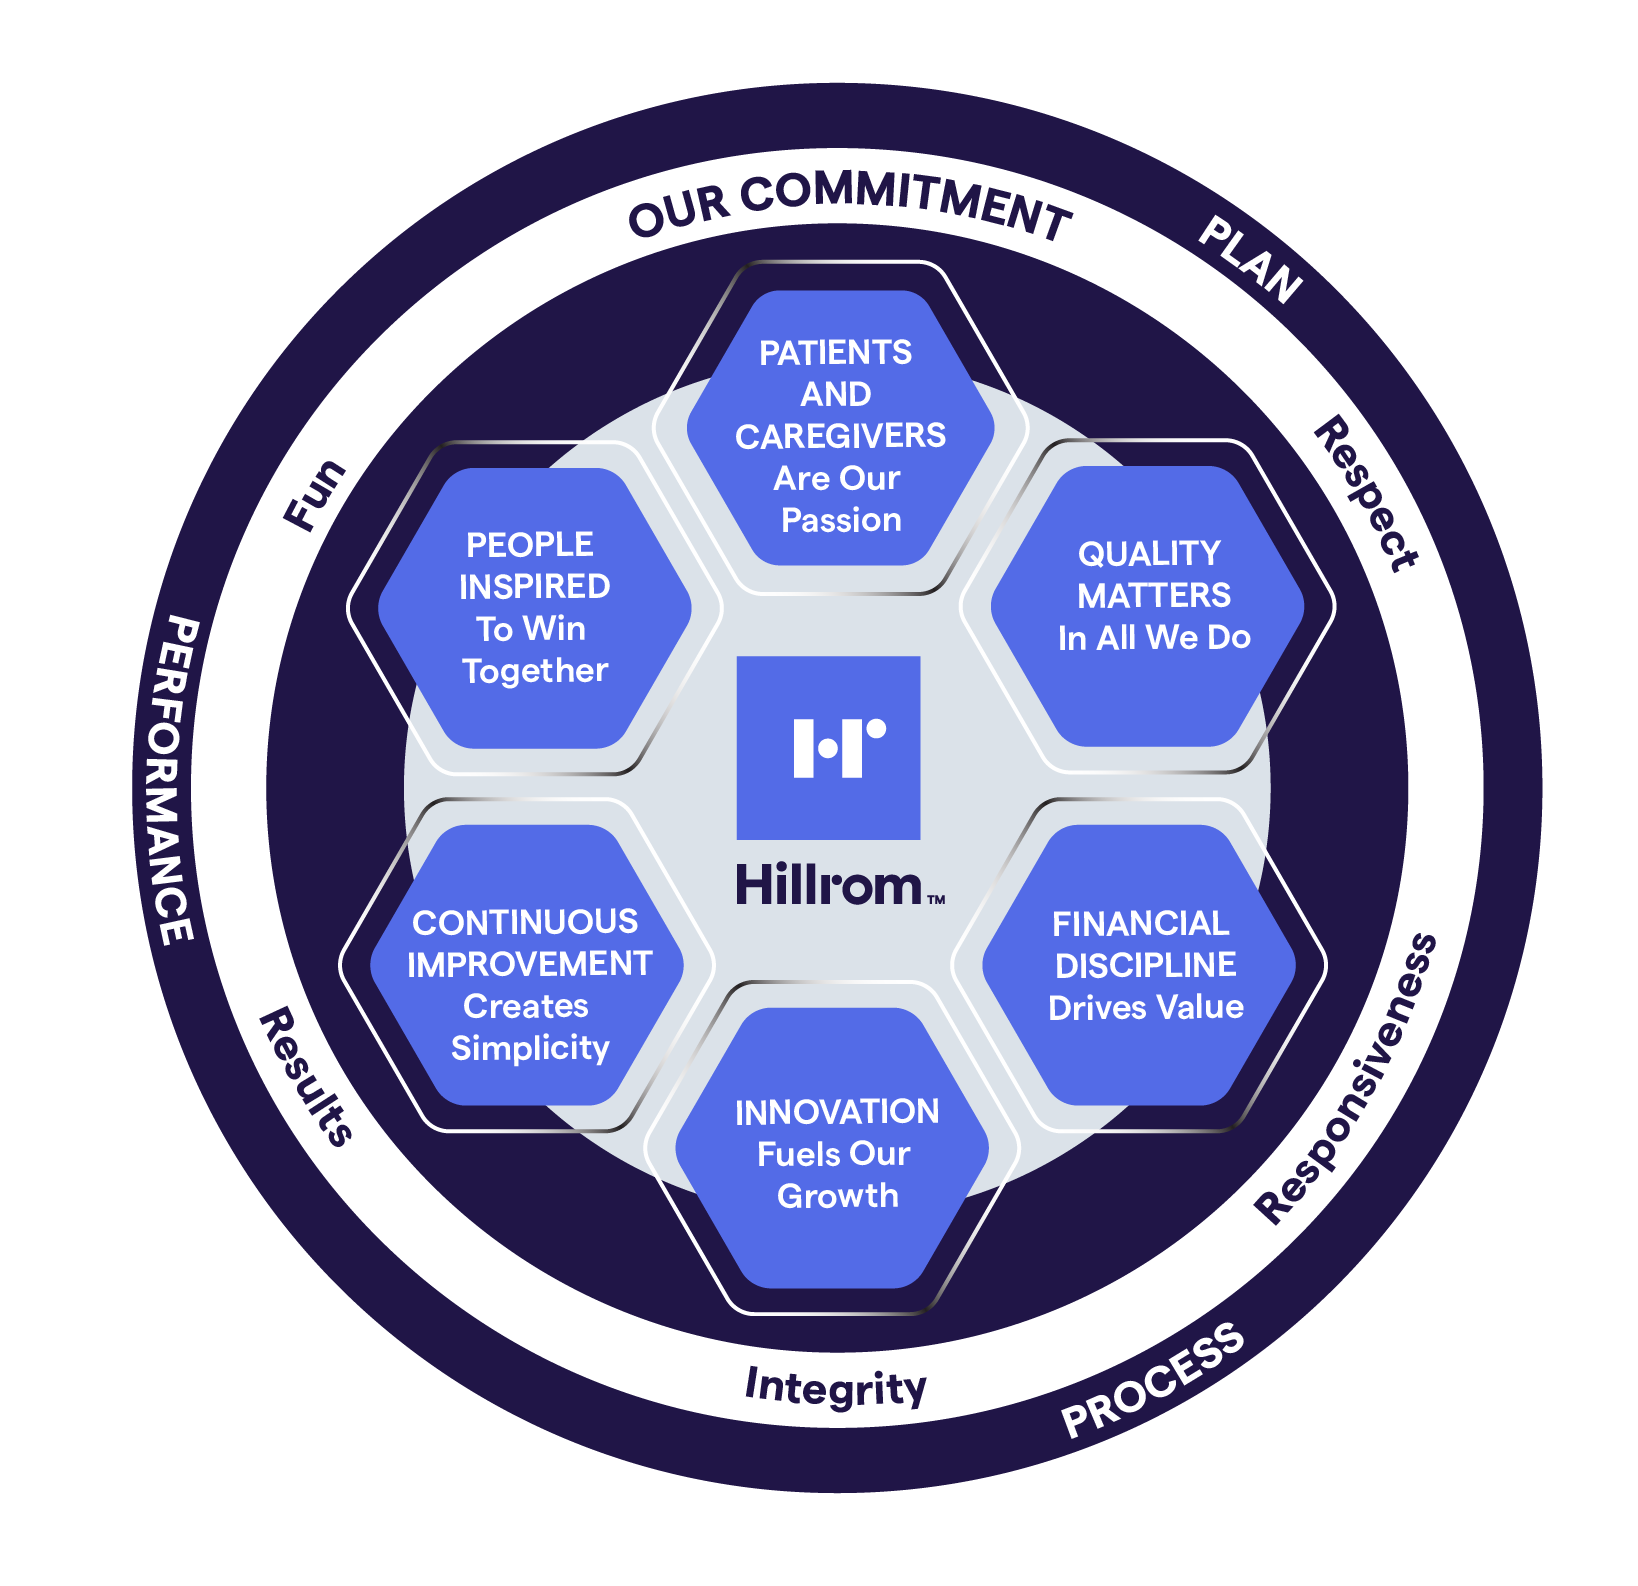 OUR COMMITMENT
PLAN
Respect
Responsiveness
PROCESS
Integrity
Results
PERFORMANCE
Fun
PATIENTS
AND
CAREGIVERS
Are Our
Passion
QUALITY
MATTERS
In All We Do
FINANCIAL
DISCIPLINE
Drives Value
INNOVATION
Fuels Our
Growth
CONTINUOUS
IMPROVEMENT
Creates
Simplicity
PEOPLE
INSPIRED
To Win
Together
Hr
Hillrom™